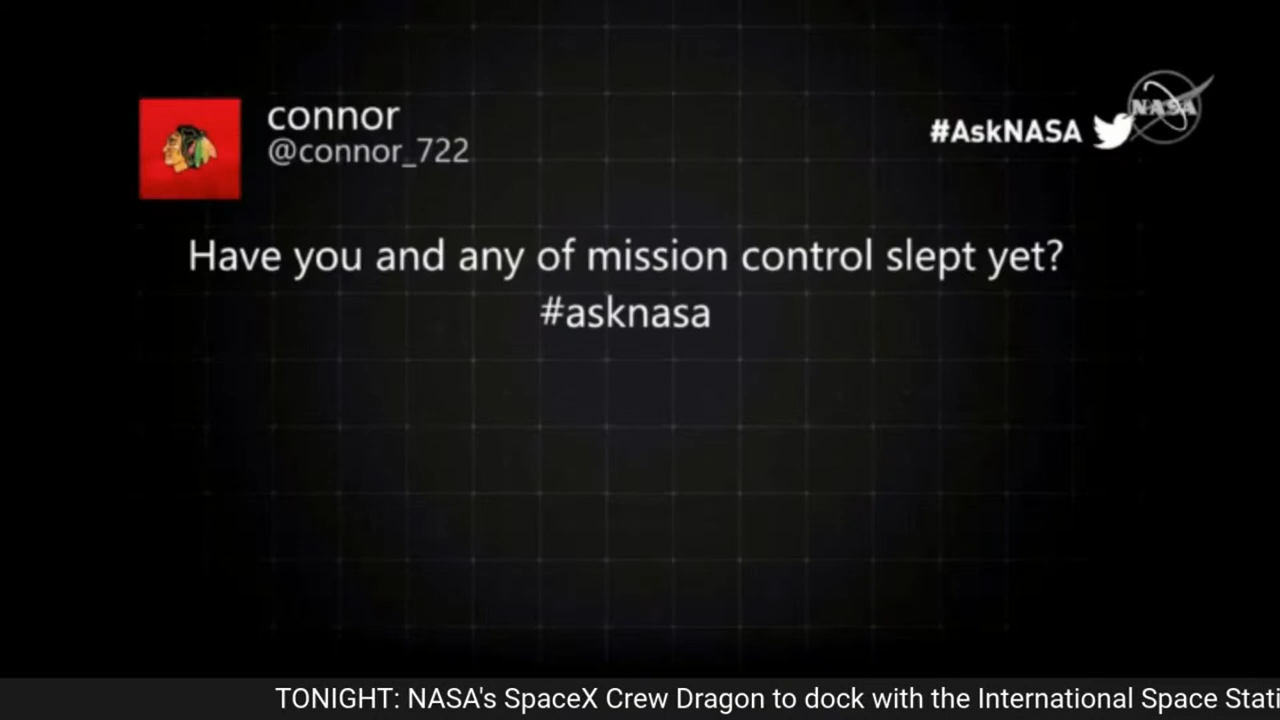 connor
@connor_722
#AskNASA
NASA
Have you and any of mission control slept yet?
#asknasa
TONIGHT: NASA's SpaceX Crew Dragon to dock with the International Space Stati